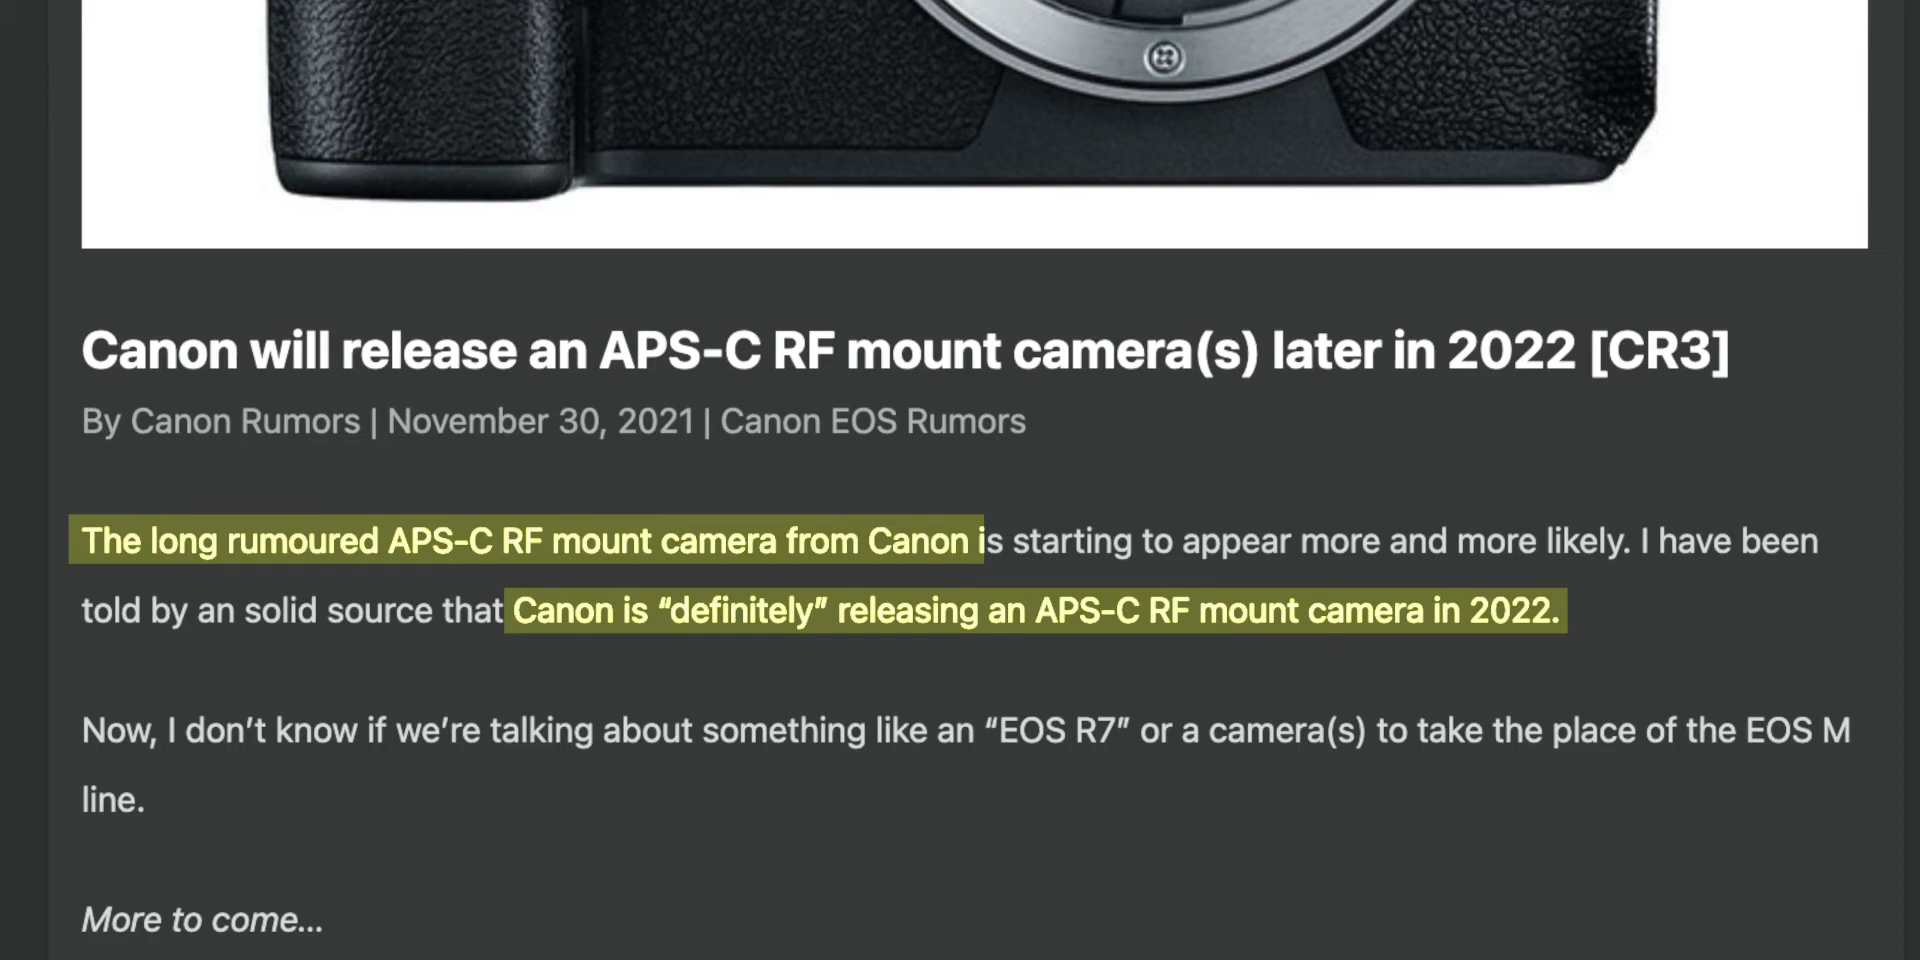 Canon will release an APS-C RF mount camera(s) later in 2022 [CR3]
By Canon Rumors | November 30, 2021 | Canon EOS Rumors
The long rumoured APS-C RF mount camera from Canon is starting to appear more and more likely. I have been
told by an solid source that Canon is “definitely” releasing an APS-C RF mount camera in 2022.
Now, I don’t know if we’re talking about something like an “EOS R7” or a camera(s) to take the place of the EOS M
line.
More to come...